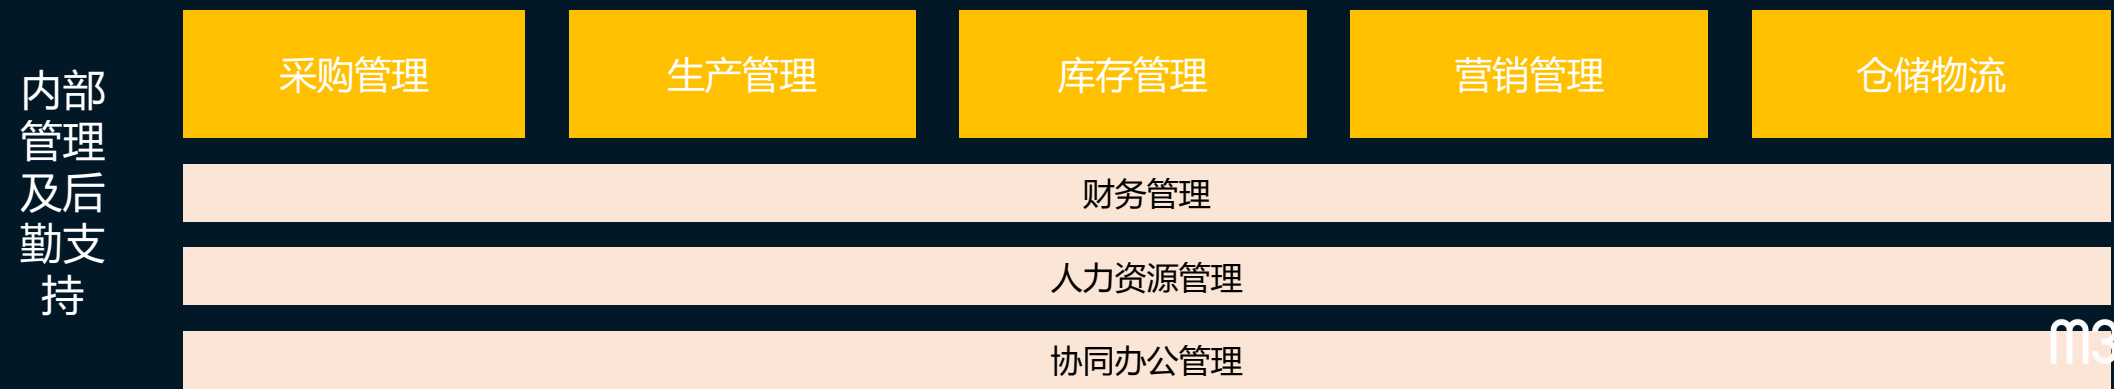 内部
管理
及后
勤支
持
采购管理
生产管理
库存管理
营销管理
仓储物流
财务管理
人力资源管理
协同办公管理
m3